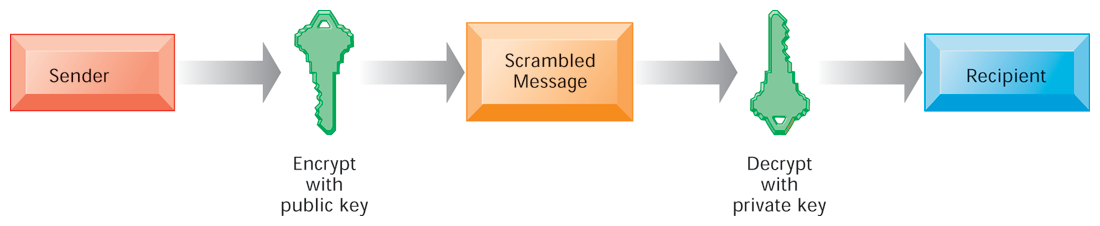 Sender
Encrypt
with
public key
Scrambled
Message
Decrypt
with
private key
Recipient